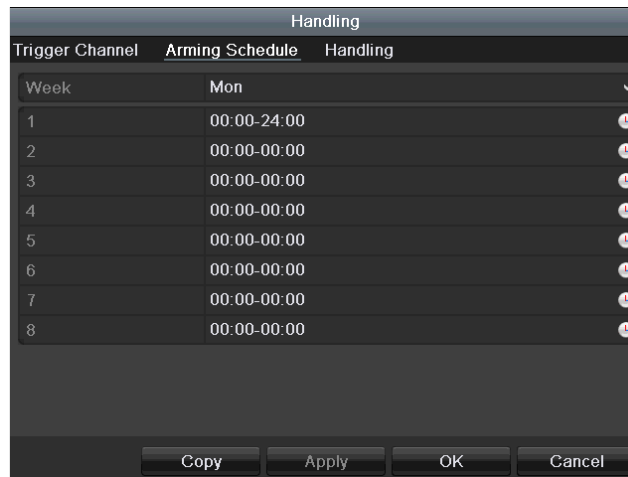 Handling
Trigger Channel Arming Schedule Handling
Week Mon
1 00:00-24:00
2 00:00-00:00
3 00:00-00:00
4 00:00-00:00
5 00:00-00:00
6 00:00-00:00
7 00:00-00:00
8 00:00-00:00
Copy Apply OK Cancel